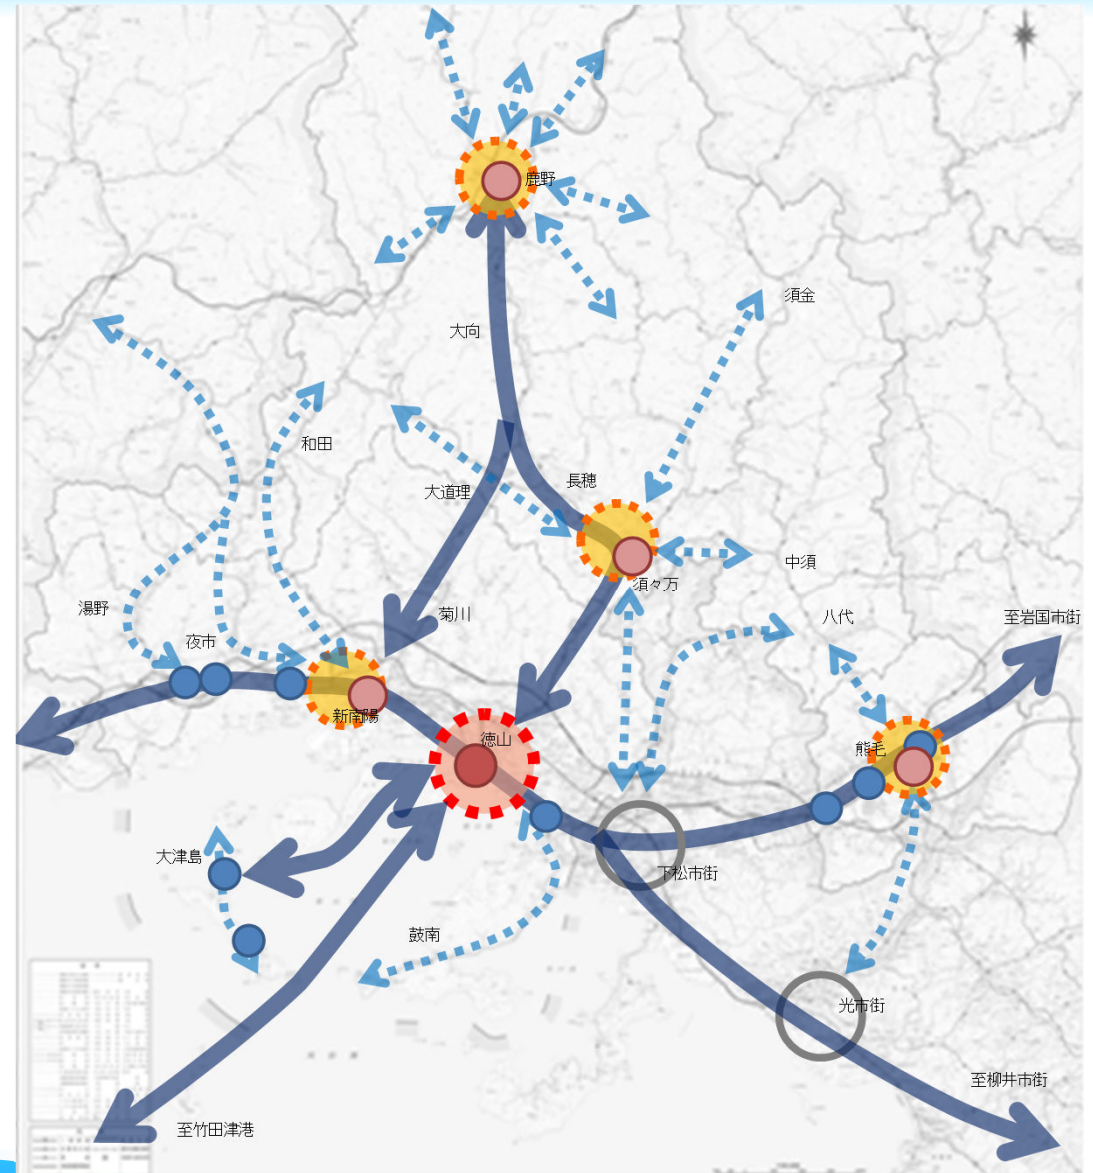 鹿野
須金
大向
和田
長穂
大道理
中須
須々万
湯野
菊川
八代
至岩国市街
夜市
新南陽
徳山
熊毛
大津島
下松市街
鼓南
光市街
至柳井市街
至竹田津港